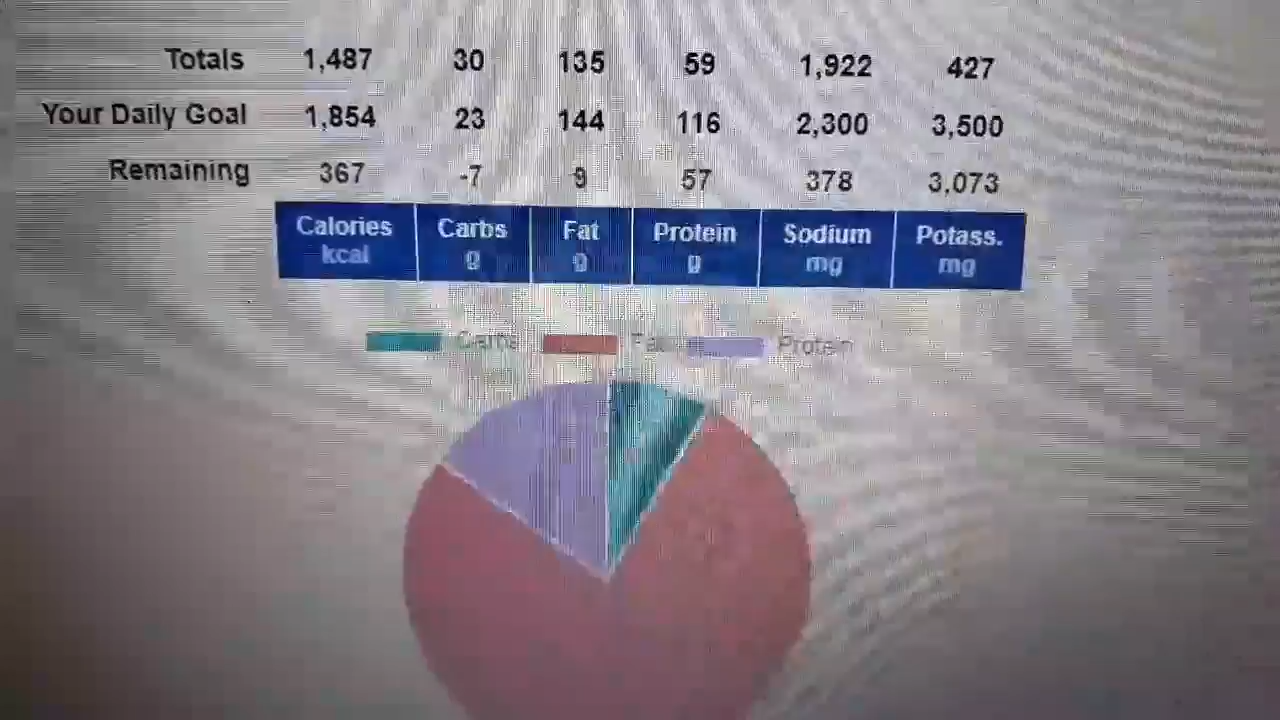 Totals 1,487 30 135 59 1,922 427
Your Daily Goal 1,854 23 144 116 2,300 3,500
Remaining 367 -7 9 57 378 3,073
Calories Carbs Fat Protein Sodium Potass.
kcal g g g mg mg
Carbs Fat Protein